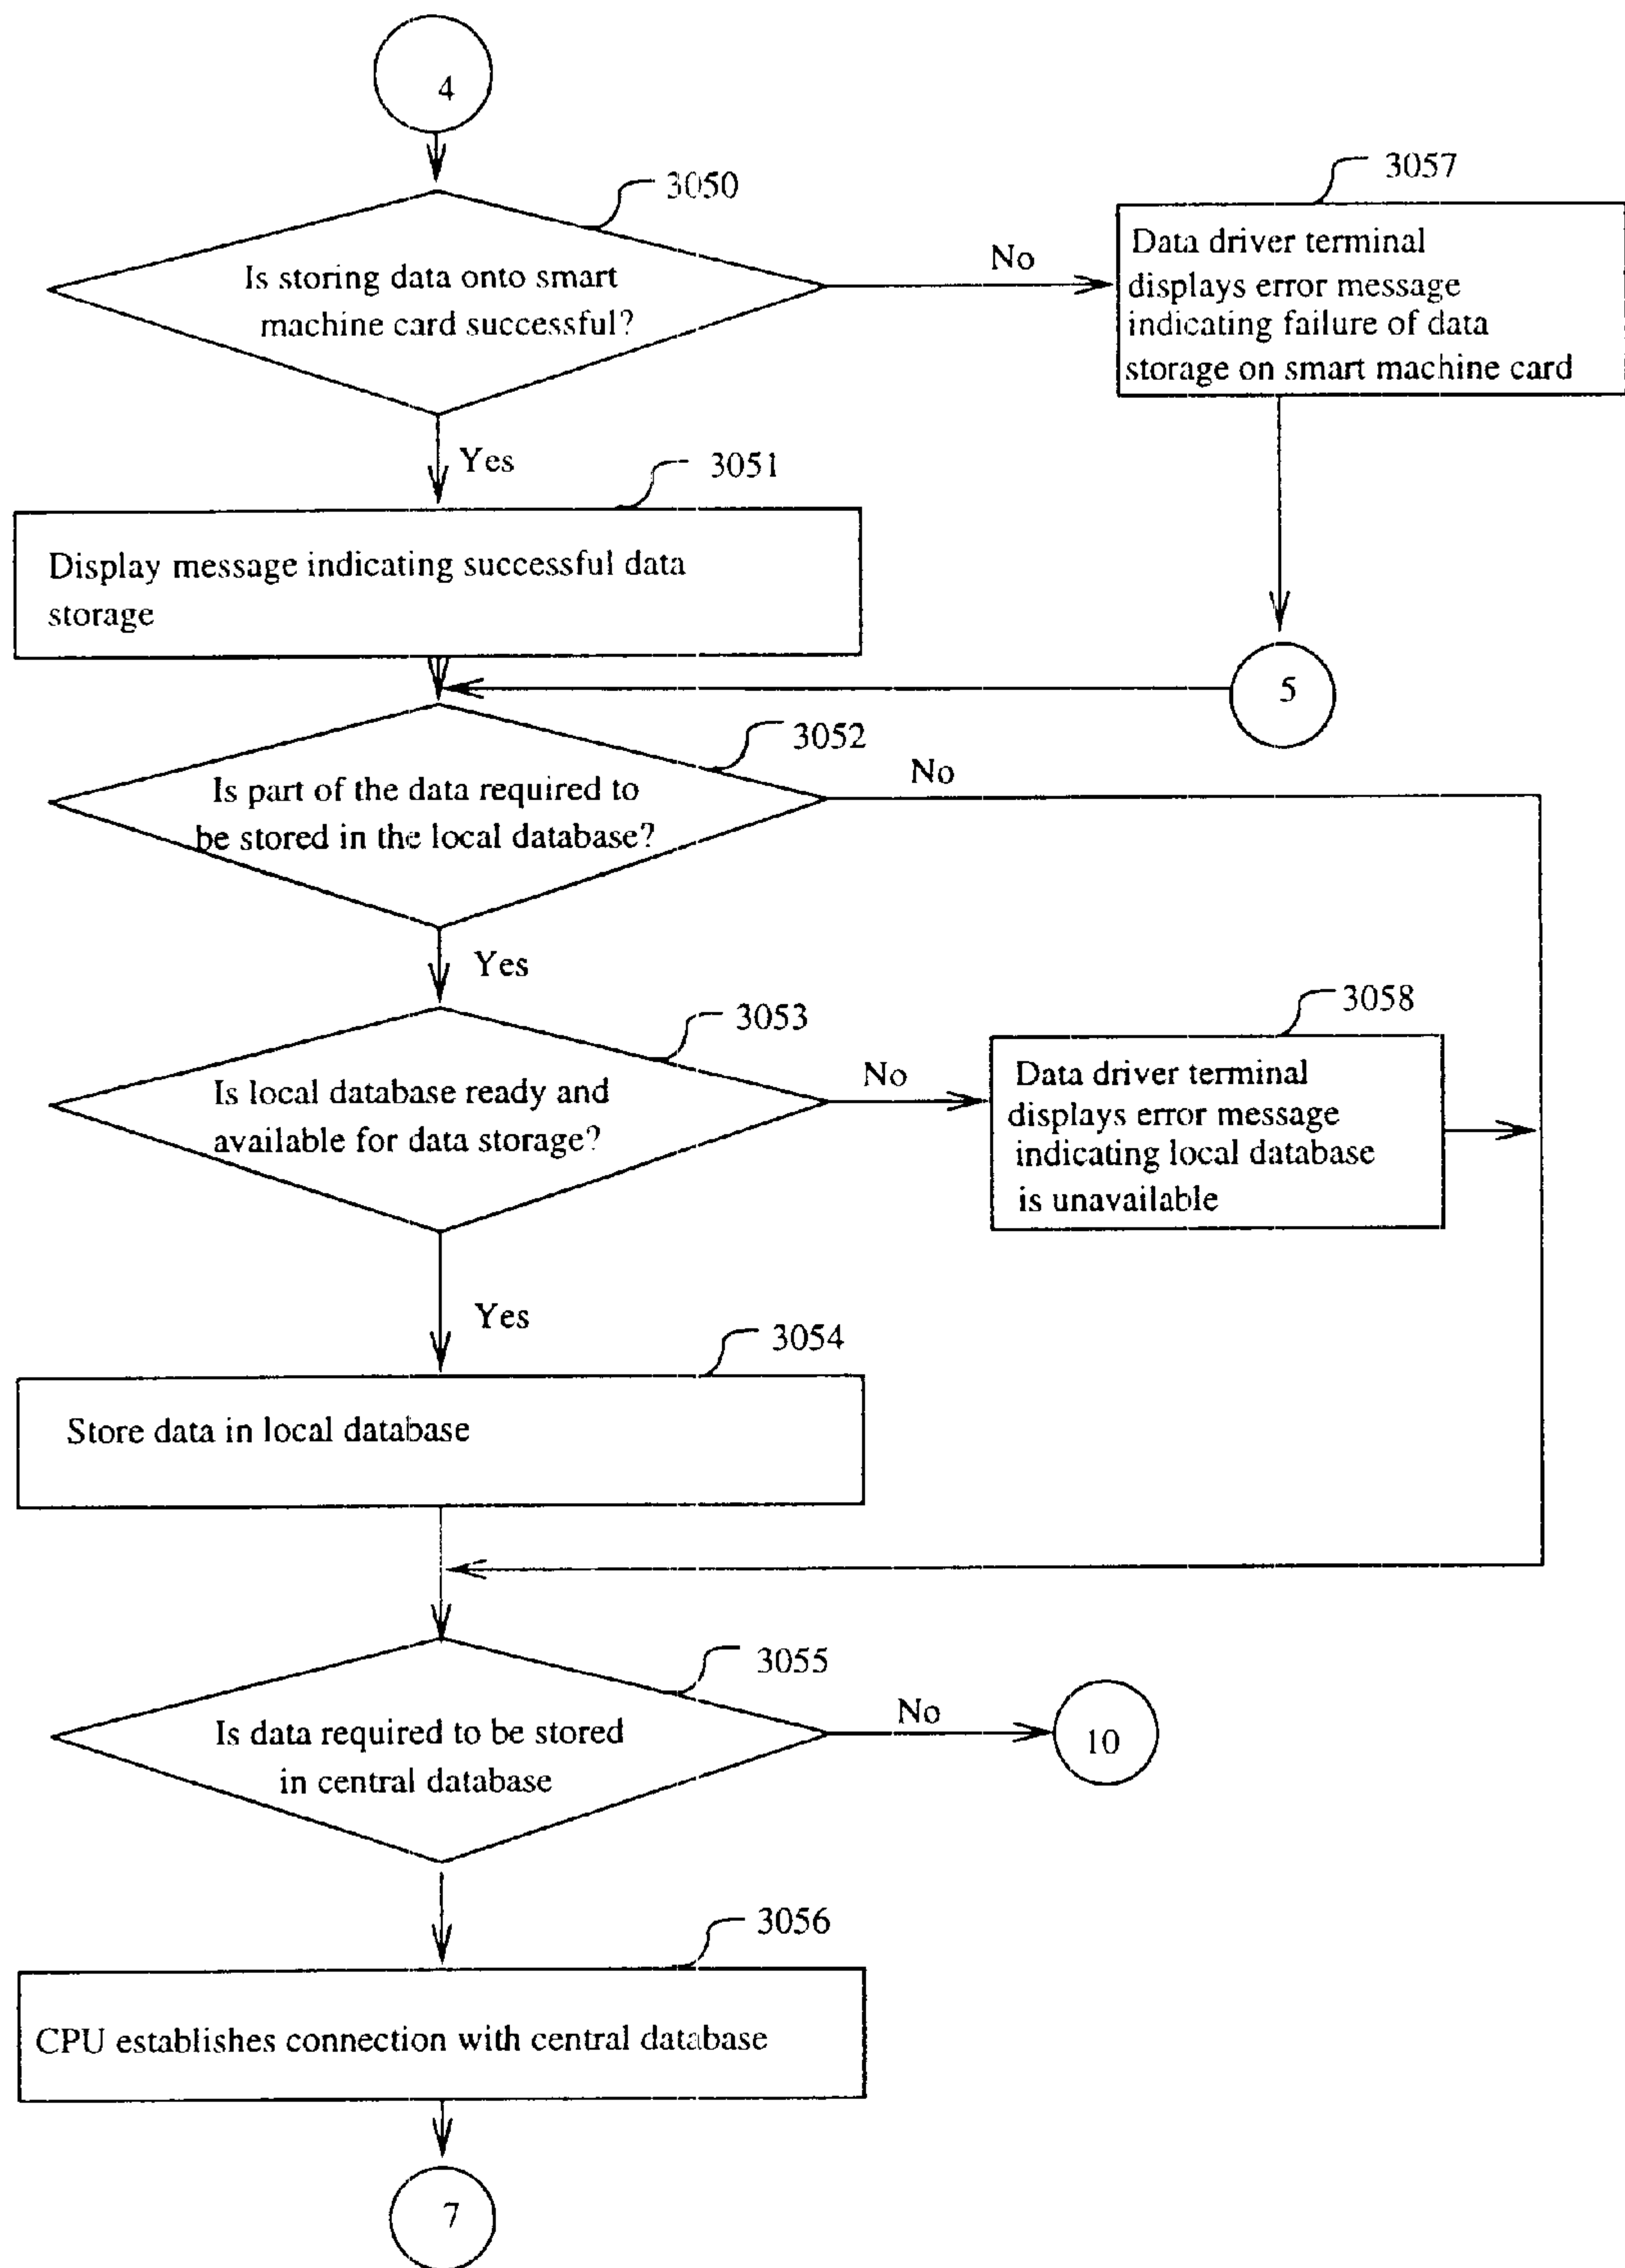 4
3050
Is storing data onto smart
machine card successful?
No
3057
Data driver terminal
displays error message
indicating failure of data
storage on smart machine card
Yes
3051
Display message indicating successful data
storage
5
3052
Is part of the data required to
be stored in the local database?
No
Yes
3053
Is local database ready and
available for data storage?
No
3058
Data driver terminal
displays error message
indicating local database
is unavailable
Yes
3054
Store data in local database
3055
Is data required to be stored
in central database
No
10
3056
CPU establishes connection with central database
7